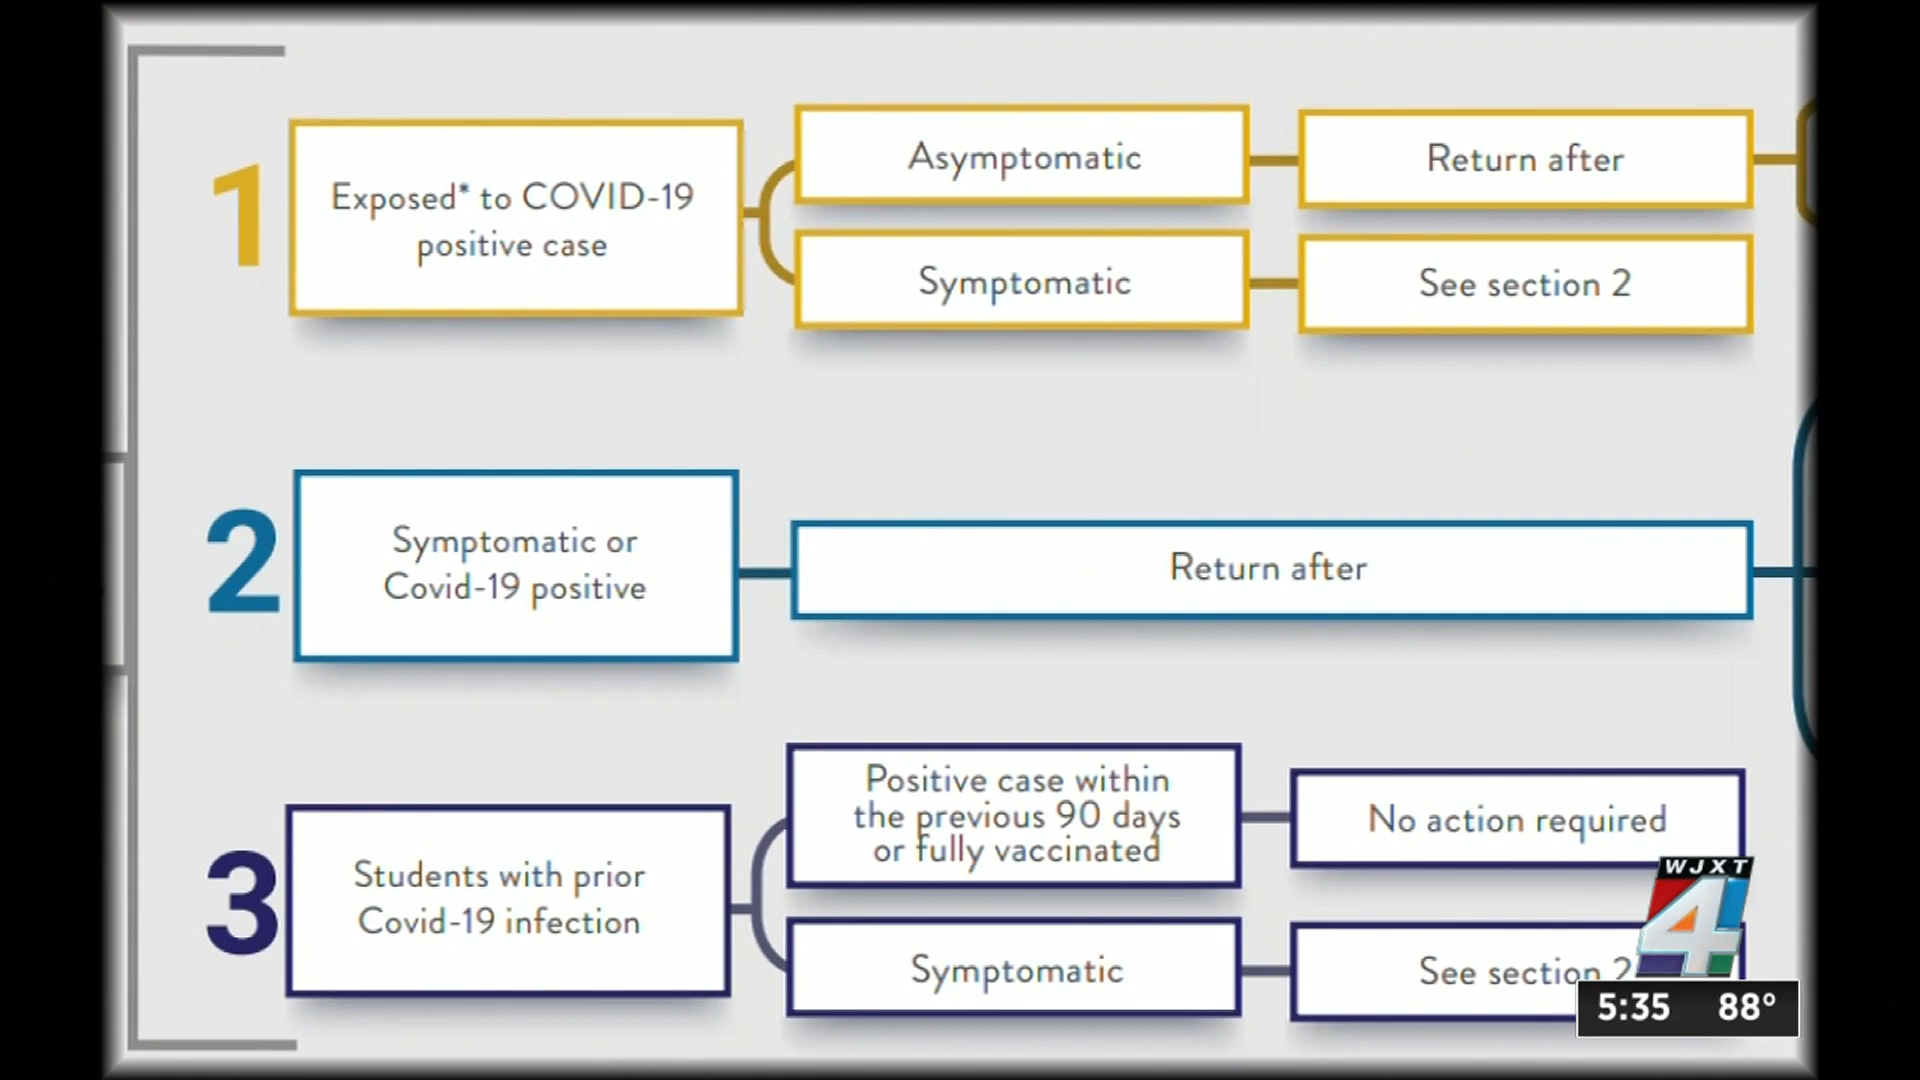 1
Exposed* to COVID-19
positive case
Asymptomatic
Return after
Symptomatic
See section 2
2
Symptomatic or
Covid-19 positive
Return after
3
Students with prior
Covid-19 infection
Positive case within
the previous 90 days
or fully vaccinated
No action required
Symptomatic
See section 2
WJXT
4
5:35 88°